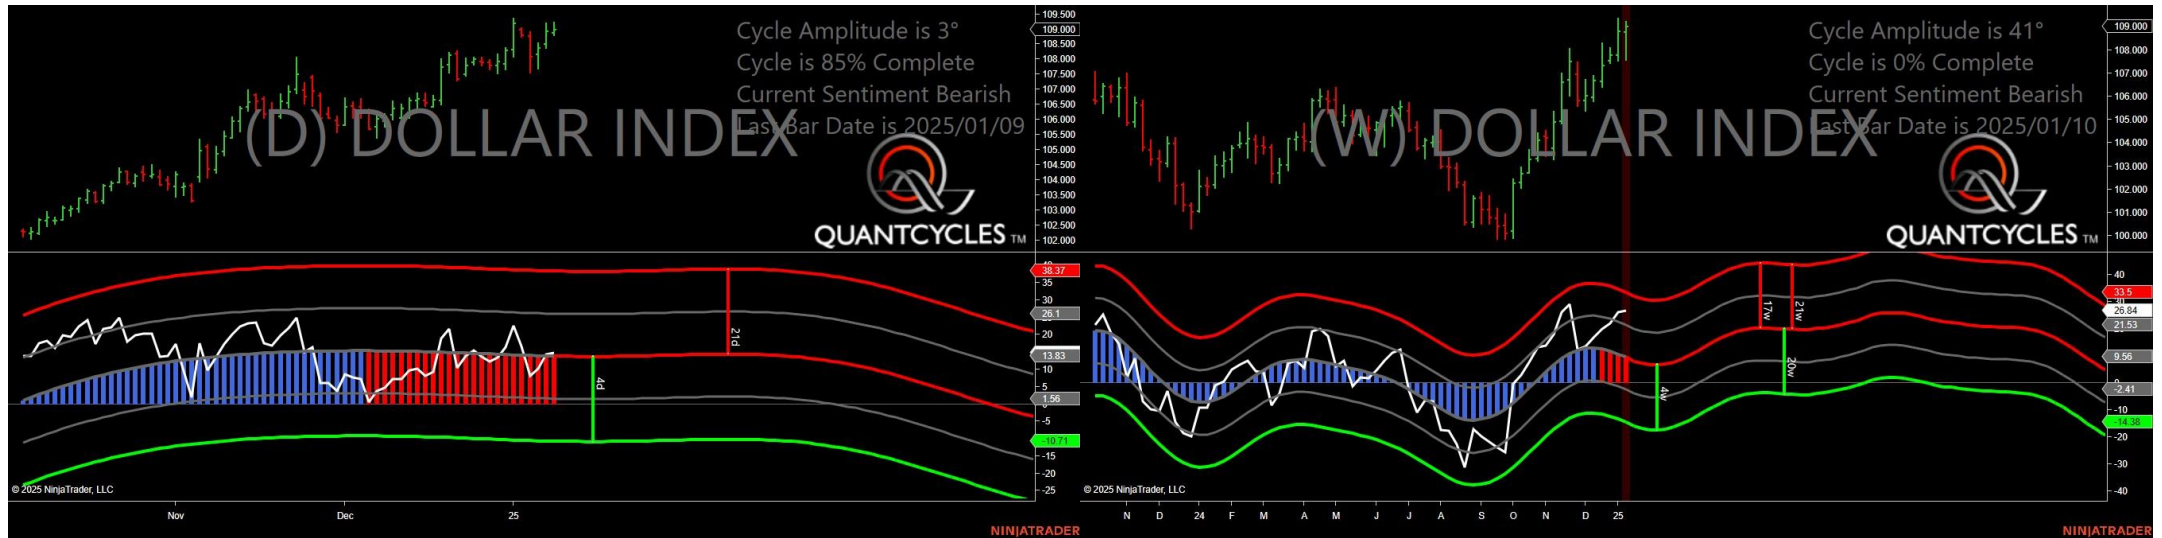 Cycle Amplitude is 3°
Cycle is 85% Complete
Current Sentiment Bearish
Last Bar Date is 2025/01/09
(D) DOLLAR INDEX
QUANTCYCLES TM
109.500
109.000
108.500
108.000
107.500
107.000
106.500
106.000
105.500
105.000
104.500
104.000
103.500
103.000
102.500
102.000
38.37
35
30
26.1
20
13.83
10
5
1.56
-5
-10.71
-15
-20
-25
21d
4d
© 2025 NinjaTrader, LLC
Nov
Dec
25
NINJATRADER
Cycle Amplitude is 41°
Cycle is 0% Complete
Current Sentiment Bearish
Last Bar Date is 2025/01/10
(W) DOLLAR INDEX
QUANTCYCLES TM
109.000
108.000
107.000
106.000
105.000
104.000
103.000
102.000
101.000
100.000
40
33.5
30
26.84
21.53
9.56
-2.41
-10
-14.38
-20
-30
-40
17w
21w
20w
4w
© 2025 NinjaTrader, LLC
N D 24 F M A M J J A S O N D 25
NINJATRADER